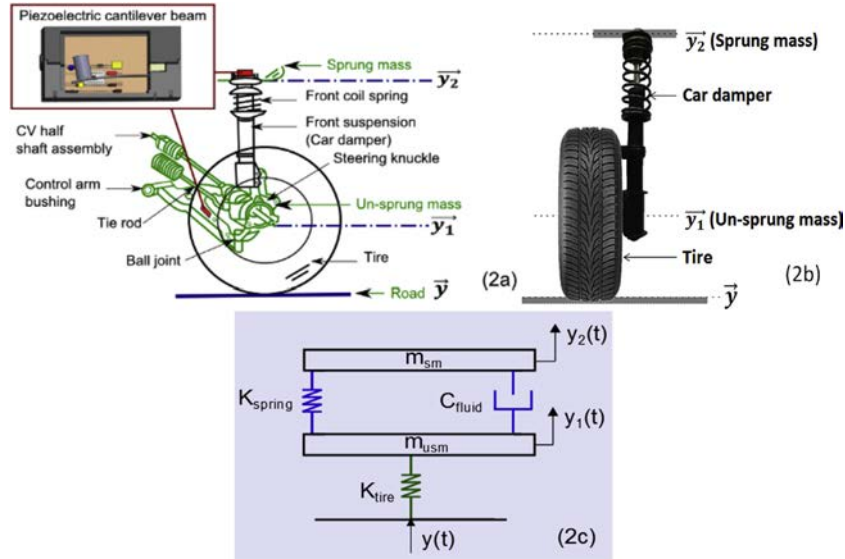 Piezoelectric cantilever beam
Sprung mass
y2
Front coil spring
Front suspension
(Car damper)
CV half
shaft assembly
Steering knuckle
Control arm
bushing
Un-sprung mass
Tie rod
y1
Ball joint
Tire
Road y
(2a)
y2 (Sprung mass)
Car damper
y1 (Un-sprung mass)
Tire
y
(2b)
y2(t)
msm
Kspring
Cfluid
y1(t)
musm
Ktire
y(t)
(2c)